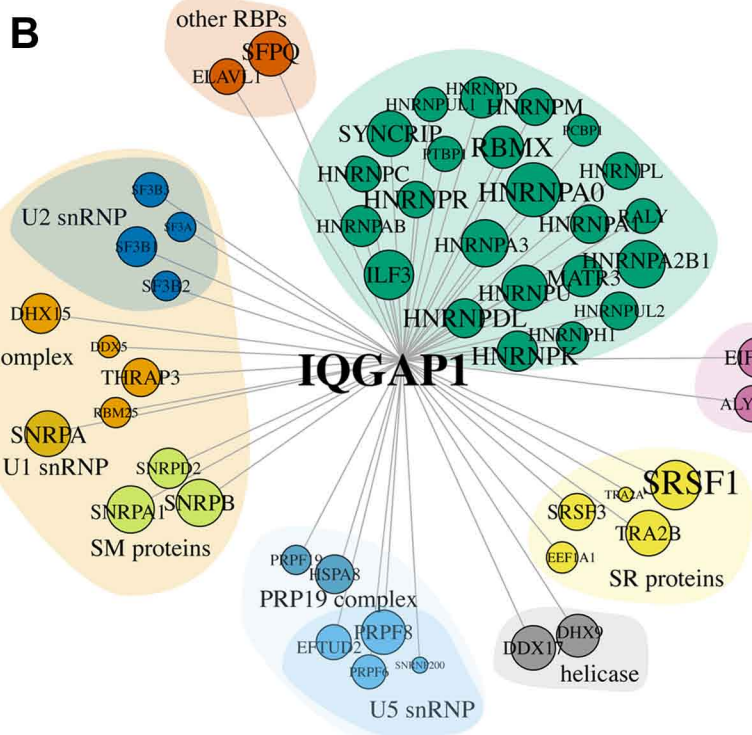 B
other RBPs
SFPQ
ELAVL1
HNRNPD
HNRNPUL1
HNRNPM
SYNCRIP
PCBP1
PTBP1
RBMX
HNRNPC
HNRNPL
HNRNPR
HNRNPA0
HNRNPAB
HNRNPA1
RALY
HNRNPA3
ILF3
HNRNPA2B1
MATR3
HNRNPU
HNRNPDL
HNRNPUL2
HNRNPH1
HNRNPK
SF3B3
U2 snRNP
SF3A
SF3B1
SF3B2
DHX15
DDX5
omplex
THRAP3
RBM25
SNRPA
U1 snRNP
SNRPD2
SNRPA1
SNRPB
SM proteins
IQGAP1
EIF
ALY
SRSF1
TRA2A
SRSF3
TRA2B
EEF1A1
SR proteins
PRPF19
HSPA8
PRP19 complex
PRPF8
EFTUD2
PRPF6
SNRNP200
U5 snRNP
DHX9
DDX17
helicase